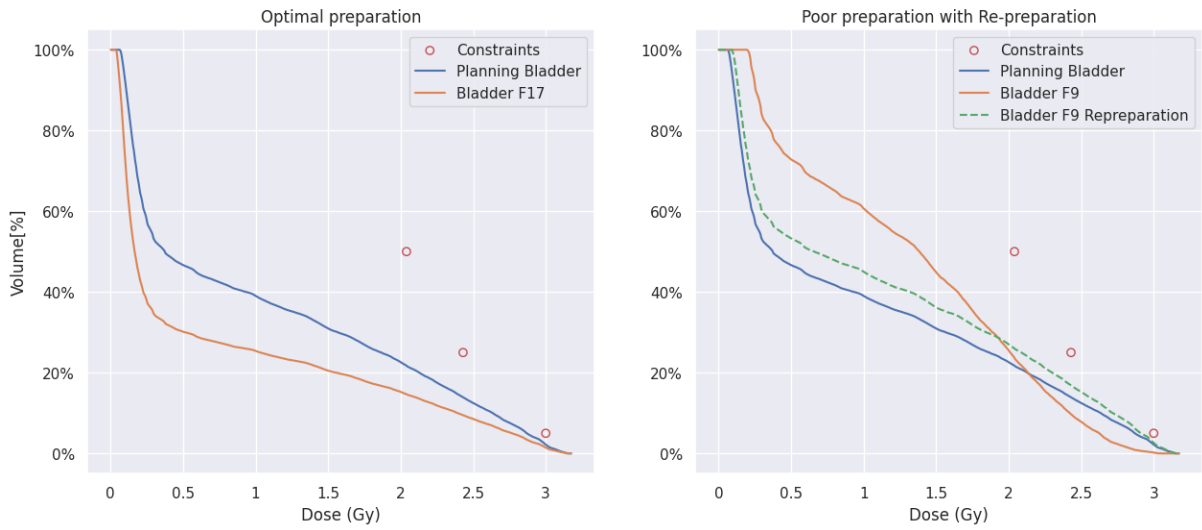 Optimal preparation
Volume[%]
100%
80%
60%
40%
20%
0%
Constraints
Planning Bladder
Bladder F17
0 0.5 1 1.5 2 2.5 3
Dose (Gy)
Poor preparation with Re-preparation
100%
80%
60%
40%
20%
0%
Constraints
Planning Bladder
Bladder F9
Bladder F9 Repreparation
0 0.5 1 1.5 2 2.5 3
Dose (Gy)